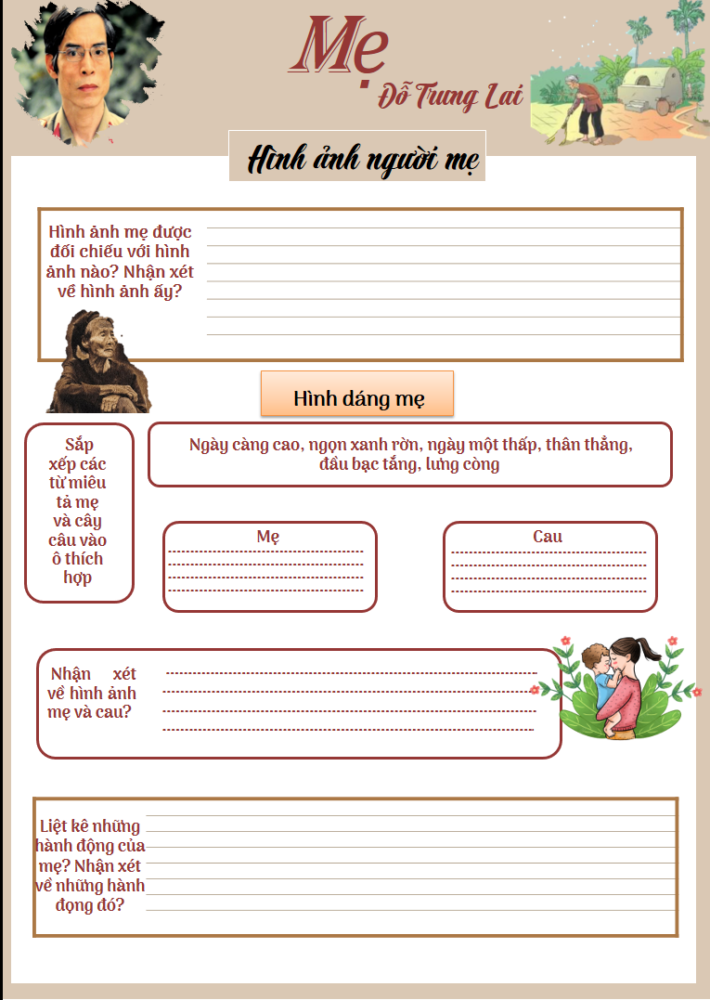 Mẹ
Đỗ Trung Lai
Hình ảnh người mẹ
Hình ảnh mẹ được
đối chiếu với hình
ảnh nào? Nhận xét
về hình ảnh ấy?
Hình dáng mẹ
Sắp
xếp các
từ miêu
tả mẹ
và cây
câu vào
ô thích
hợp
Ngày càng cao, ngọn xanh rờn, ngày một thấp, thân thẳng,
đầu bạc tắng, lưng còng
Mẹ
Cau
Nhận xét
về hình ảnh
mẹ và cau?
Liệt kê những
hành động của
mẹ? Nhận xét
về những hành
đọng đó?